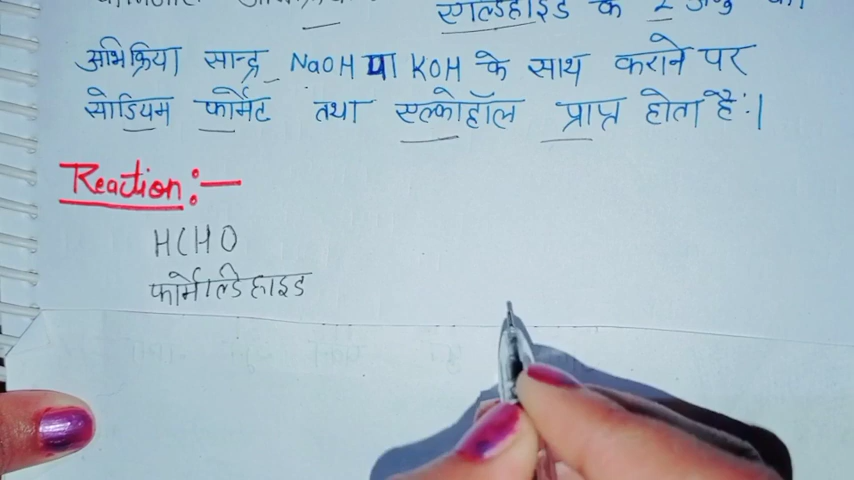 एल्डिहाइड के 2 अणु की
अभिक्रिया सान्द्र NaOH या KOH के साथ कराने पर
सोडियम फार्मेट तथा एल्कोहॉल प्राप्त होता है:।
Reaction:—
HCHO
फार्मेल्डिहाइड